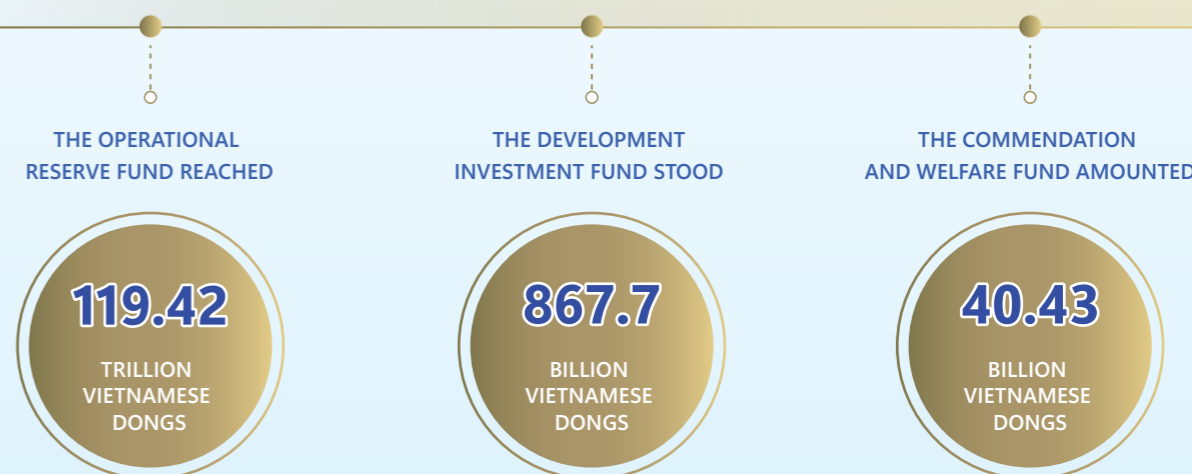 THE OPERATIONAL
RESERVE FUND REACHED
119.42
TRILLION
VIETNAMESE
DONGS
THE DEVELOPMENT
INVESTMENT FUND STOOD
867.7
BILLION
VIETNAMESE
DONGS
THE COMMENDATION
AND WELFARE FUND AMOUNTED
40.43
BILLION
VIETNAMESE
DONGS